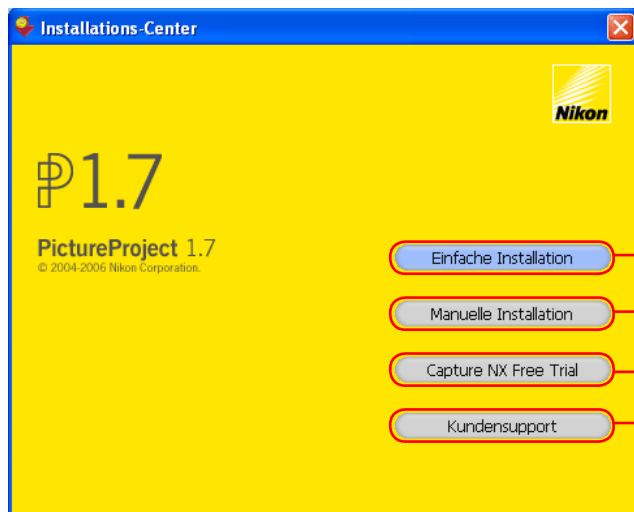 Installations-Center
Nikon
P1.7
PictureProject 1.7
© 2004-2006 Nikon Corporation.
Einfache Installation
Manuelle Installation
Capture NX Free Trial
Kundensupport